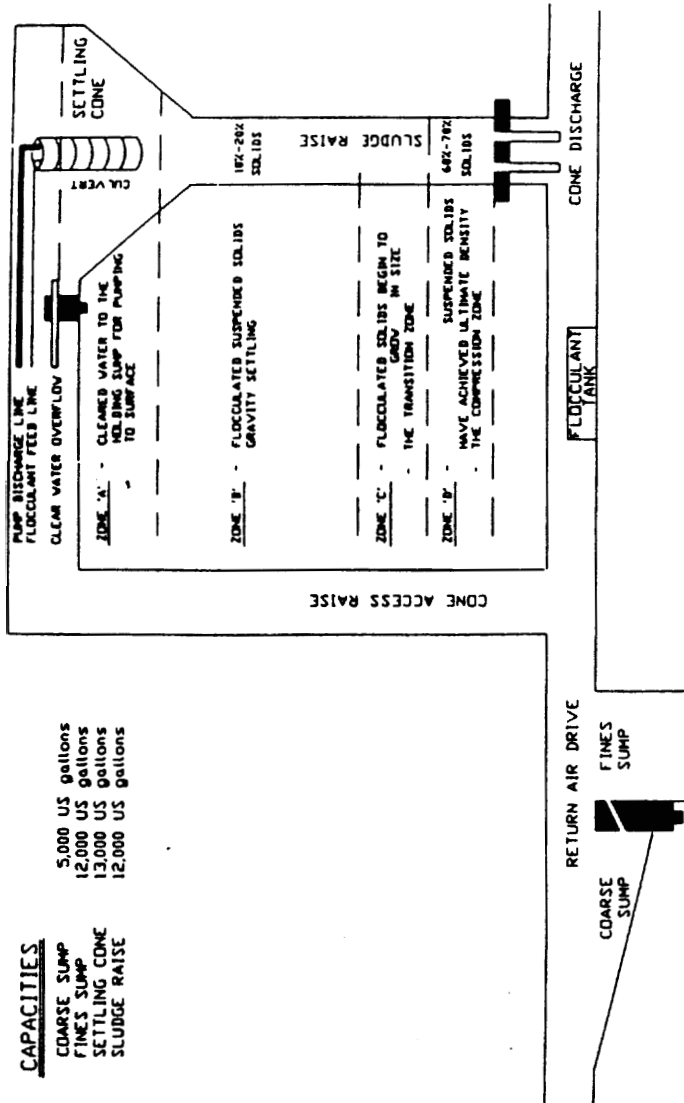 CAPACITIES
COARSE SUMP 5,000 US gallons
FINES SUMP 12,000 US gallons
SETTLING CONE 13,000 US gallons
SLUDGE RAISE 12,000 US gallons
PUMP DISCHARGE LINE
FLOCCULANT FEED LINE
CLEAR WATER OVERFLOW
CULVERT
SETTLING
CONE
ZONE 'A' - CLEARED WATER TO THE
HOLDING SUMP FOR PUMPING
TO SURFACE
ZONE 'B' - FLOCCULATED SUSPENDED SOLIDS
GRAVITY SETTLING
10%-20%
SOLIDS
SLUDGE RAISE
ZONE 'C' - FLOCCULATED SOLIDS BEGIN TO
GROW IN SIZE
- THE TRANSITION ZONE
ZONE 'D' - SUSPENDED SOLIDS
HAVE ACHIEVED ULTIMATE DENSITY
- THE COMPRESSION ZONE
60%-70%
SOLIDS
CONE ACCESS RAISE
RETURN AIR DRIVE
FLOCCULANT
TANK
CONE DISCHARGE
COARSE
SUMP
FINES
SUMP